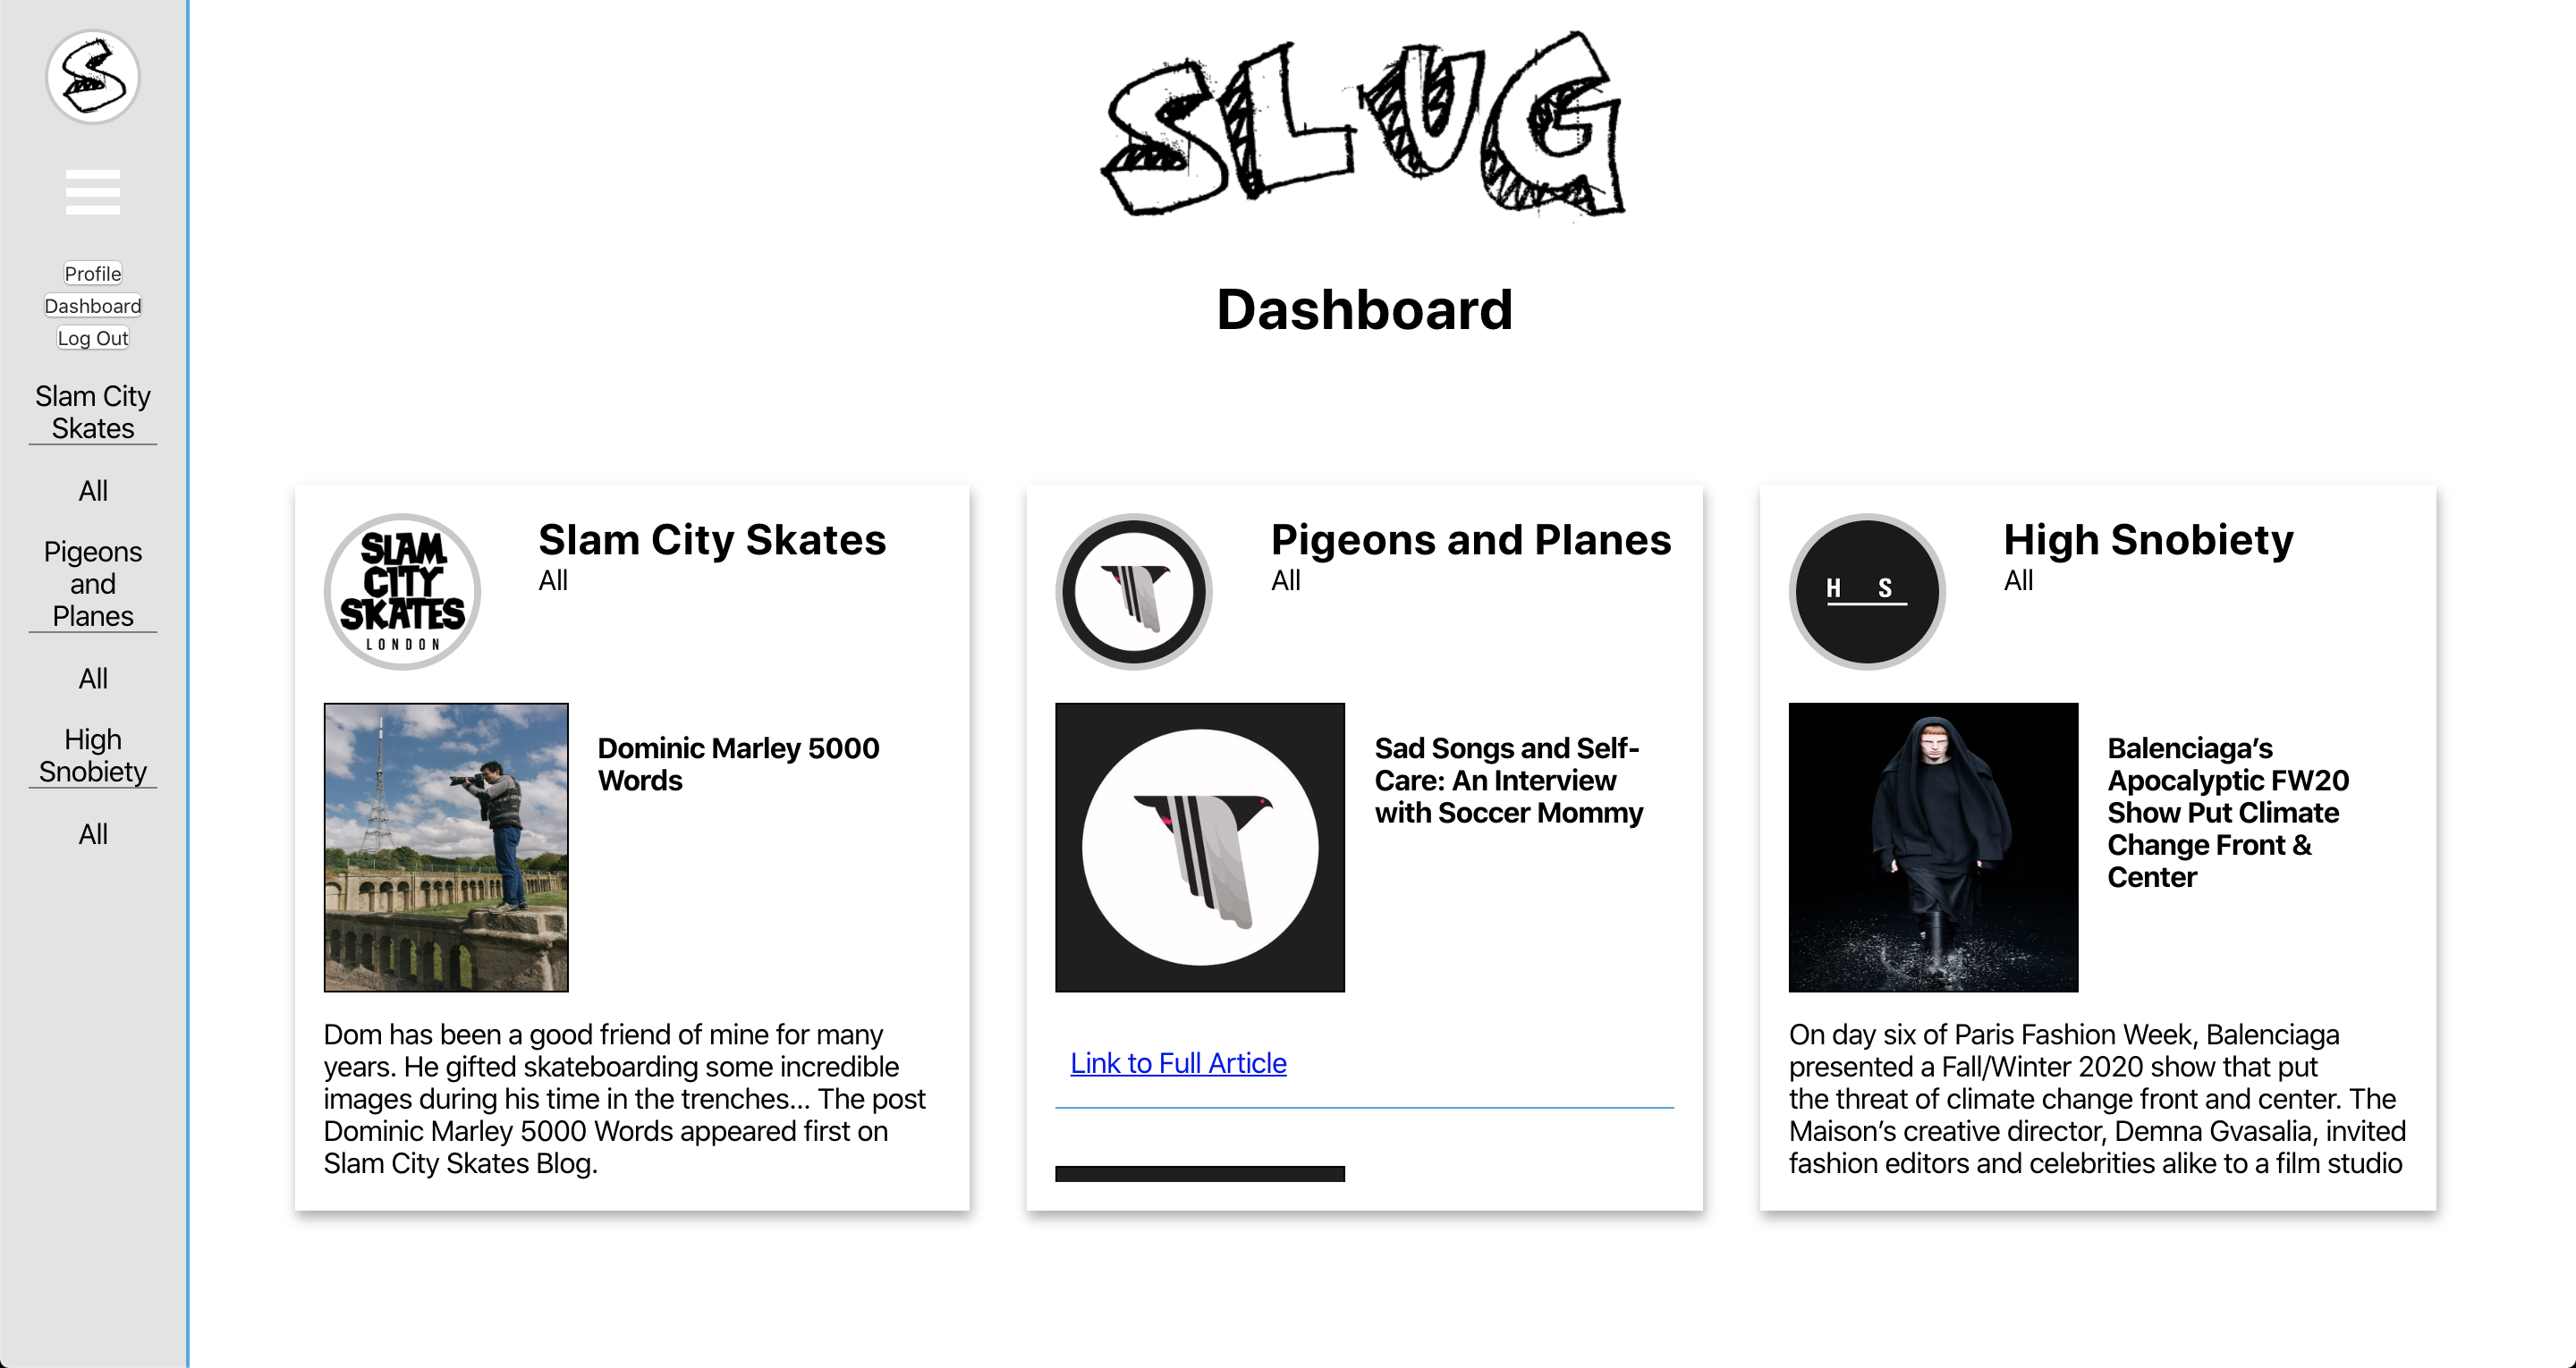 S
Profile
Dashboard
Log Out
Slam City
Skates
All
Pigeons
and
Planes
All
High
Snobiety
All
SLUG
Dashboard
SLAM
CITY
SKATES
LONDON
Slam City Skates
All
Dominic Marley 5000
Words
Dom has been a good friend of mine for many
years. He gifted skateboarding some incredible
images during his time in the trenches... The post
Dominic Marley 5000 Words appeared first on
Slam City Skates Blog.
Pigeons and Planes
All
Sad Songs and Self-
Care: An Interview
with Soccer Mommy
Link to Full Article
H S
High Snobiety
All
Balenciaga’s
Apocalyptic FW20
Show Put Climate
Change Front &
Center
On day six of Paris Fashion Week, Balenciaga
presented a Fall/Winter 2020 show that put
the threat of climate change front and center. The
Maison’s creative director, Demna Gvasalia, invited
fashion editors and celebrities alike to a film studio